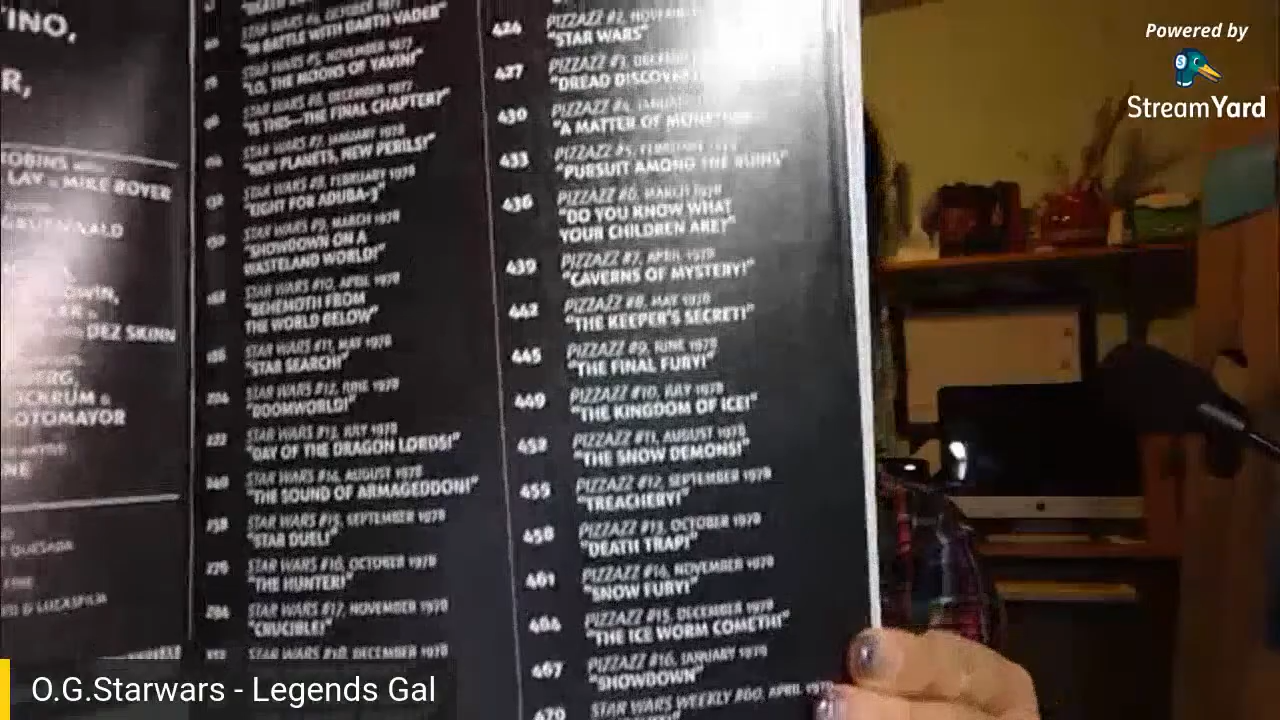 INO,
R,
LAY & MIKE ROYER
DEZ SKINN
OTOMAYOR
STAR WARS #4, OCTOBER 1977
"IN BATTLE WITH DARTH VADER"
STAR WARS #5, NOVEMBER 1977
"LO, THE MOONS OF YAVIN!"
STAR WARS #6, DECEMBER 1977
"IS THIS—THE FINAL CHAPTER?"
STAR WARS #7, JANUARY 1978
"NEW PLANETS, NEW PERILS!"
STAR WARS #8, FEBRUARY 1978
"EIGHT FOR ADUBA-3"
STAR WARS #9, MARCH 1978
"SHOWDOWN ON A
WASTELAND WORLD!"
STAR WARS #10, APRIL 1978
"BEHEMOTH FROM
THE WORLD BELOW"
STAR WARS #11, MAY 1978
"STAR SEARCH!"
STAR WARS #12, JUNE 1978
"DOOMWORLD!"
STAR WARS #13, JULY 1978
"DAY OF THE DRAGON LORDS!"
STAR WARS #14, AUGUST 1978
"THE SOUND OF ARMAGEDDON!"
STAR WARS #15, SEPTEMBER 1978
"STAR DUEL!"
STAR WARS #16, OCTOBER 1978
"THE HUNTER!"
STAR WARS #17, NOVEMBER 1978
"CRUCIBLE!"
STAR WARS #18, DECEMBER 1978
424 PIZZAZZ #2,
"STAR WARS"
427 PIZZAZZ #3,
"DREAD
430 PIZZAZZ #4,
"A MATTER OF
433 PIZZAZZ #5, FEBRUARY 1978
"PURSUIT AMONG THE RUINS"
436 PIZZAZZ #6, MARCH 1978
"DO YOU KNOW WHAT
YOUR CHILDREN ARE?"
439 PIZZAZZ #7, APRIL 1978
"CAVERNS OF MYSTERY!"
442 PIZZAZZ #8, MAY 1978
"THE KEEPER'S SECRET!"
445 PIZZAZZ #9, JUNE 1978
"THE FINAL FURY!"
449 PIZZAZZ #10, JULY 1978
"THE KINGDOM OF ICE!"
452 PIZZAZZ #11, AUGUST 1978
"THE SNOW DEMONS!"
455 PIZZAZZ #12, SEPTEMBER 1978
"TREACHERY!"
458 PIZZAZZ #13, OCTOBER 1978
"DEATH TRAP!"
461 PIZZAZZ #14, NOVEMBER 1978
"SNOW FURY!"
464 PIZZAZZ #15, DECEMBER 1978
"THE ICE WORM COMETH!"
467 PIZZAZZ #16, JANUARY 1979
"SHOWDOWN"
470 STAR WARS WEEKLY #60, APRIL
Powered by
StreamYard
O.G.Starwars - Legends Gal